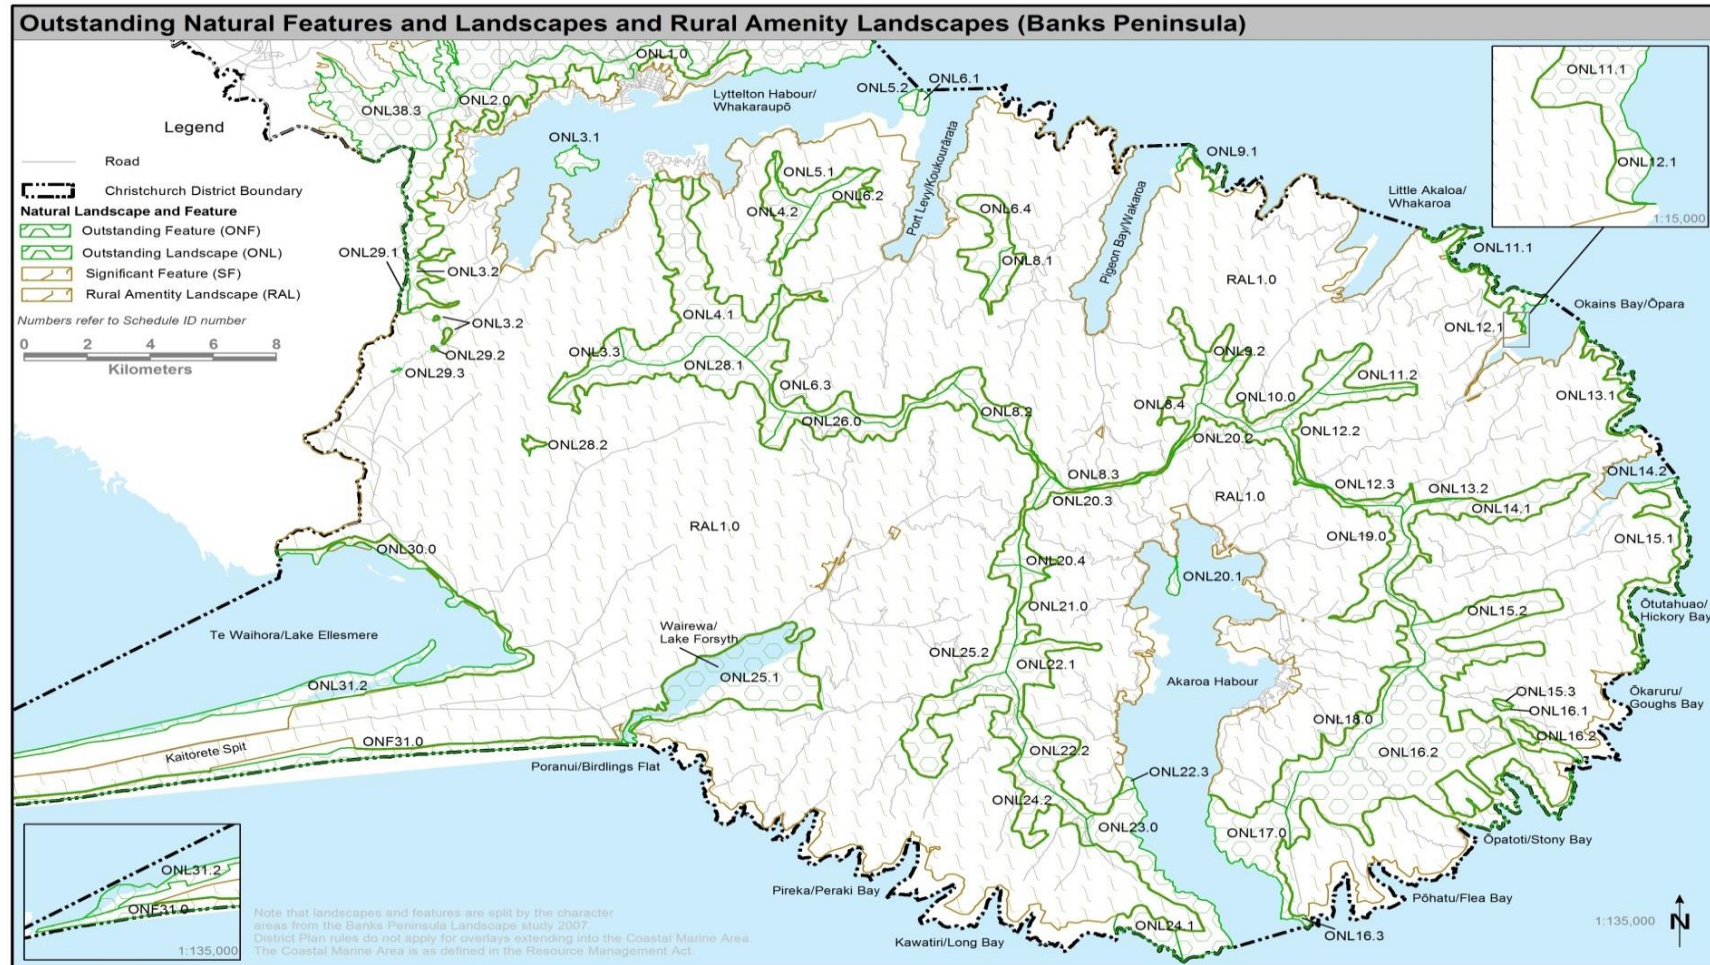 Outstanding Natural Features and Landscapes and Rural Amenity Landscapes (Banks Peninsula)
Legend
Road
Christchurch District Boundary
Natural Landscape and Feature
Outstanding Feature (ONF)
Outstanding Landscape (ONL)
Significant Feature (SF)
Rural Amentity Landscape (RAL)
Numbers refer to Schedule ID number
0 2 4 6 8
Kilometers
ONL1.0
ONL2.0
ONL38.3
Lyttelton Habour/
Whakaraupō
ONL5.2
ONL6.1
ONL3.1
ONL5.1
ONL4.2
ONL6.2
Port Levy/Koukourārata
ONL6.4
ONL8.1
Pigeon Bay/Wakaroa
ONL9.1
Little Akaloa/
Whakaroa
ONL11.1
ONL11.1
ONL12.1
1:15,000
Okains Bay/Ōpara
ONL12.1
RAL1.0
ONL29.1
ONL3.2
ONL3.2
ONL29.2
ONL29.3
ONL4.1
ONL3.3
ONL28.1
ONL6.3
ONL26.0
ONL28.2
ONL8.2
ONL9.2
ONL11.2
ONL10.0
ONL8.4
ONL20.2
ONL12.2
ONL13.1
ONL8.3
ONL20.3
RAL1.0
ONL12.3
ONL13.2
ONL14.1
ONL14.2
ONL19.0
ONL15.1
RAL1.0
ONL30.0
ONL20.4
ONL20.1
ONL21.0
ONL15.2
Ōtutahuao/
Hickory Bay
Te Waihora/Lake Ellesmere
Wairewa/
Lake Forsyth
ONL25.2
ONL22.1
ONL25.1
ONL31.2
Akaroa Habour
ONL15.3
ONL16.1
Ōkaruru/
Goughs Bay
ONL18.0
ONL16.2
ONL16.2
Kaitorete Spit
ONF31.0
Poranui/Birdlings Flat
ONL22.2
ONL22.3
ONL24.2
ONL23.0
ONL17.0
Ōpatoti/Stony Bay
Pireka/Peraki Bay
Pōhatu/Flea Bay
ONL24.1
Kawatiri/Long Bay
ONL16.3
ONL31.2
ONF31.0
1:135,000
Note that landscapes and features are split by the character
areas from the Banks Peninsula Landscape study 2007.
District Plan rules do not apply for overlays extending into the Coastal Marine Area.
The Coastal Marine Area is as defined in the Resource Management Act.
1:135,000
N